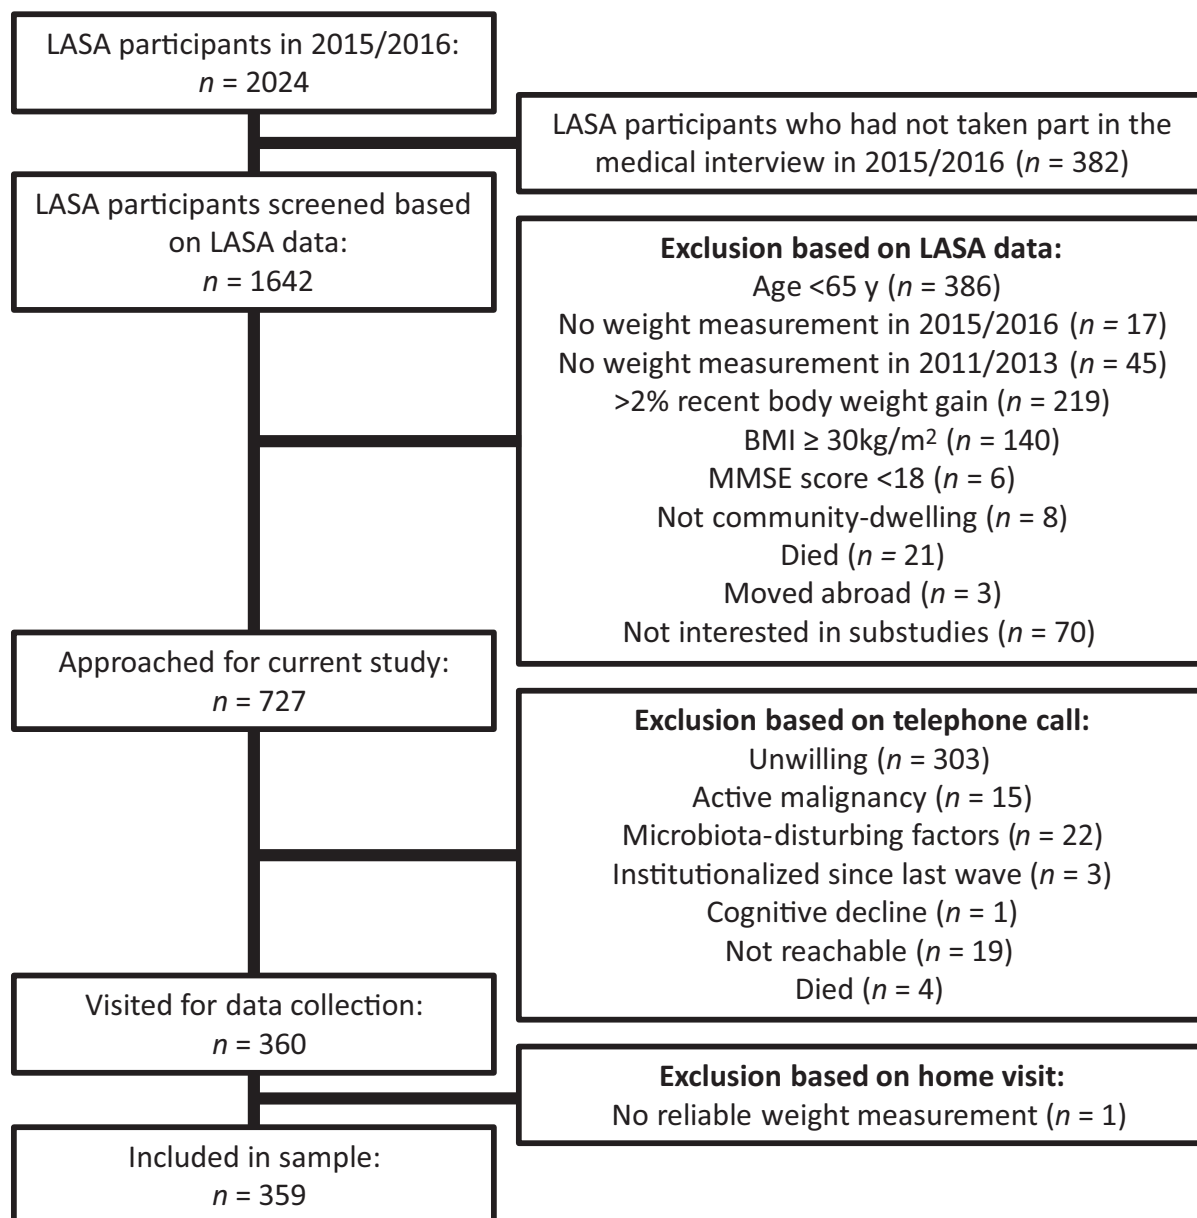 LASA participants in 2015/2016:
n = 2024
LASA participants who had not taken part in the
medical interview in 2015/2016 (n = 382)
LASA participants screened based
on LASA data:
n = 1642
Exclusion based on LASA data:
Age <65 y (n = 386)
No weight measurement in 2015/2016 (n = 17)
No weight measurement in 2011/2013 (n = 45)
>2% recent body weight gain (n = 219)
BMI ≥ 30kg/m² (n = 140)
MMSE score <18 (n = 6)
Not community-dwelling (n = 8)
Died (n = 21)
Moved abroad (n = 3)
Not interested in substudies (n = 70)
Approached for current study:
n = 727
Exclusion based on telephone call:
Unwilling (n = 303)
Active malignancy (n = 15)
Microbiota-disturbing factors (n = 22)
Institutionalized since last wave (n = 3)
Cognitive decline (n = 1)
Not reachable (n = 19)
Died (n = 4)
Visited for data collection:
n = 360
Exclusion based on home visit:
No reliable weight measurement (n = 1)
Included in sample:
n = 359